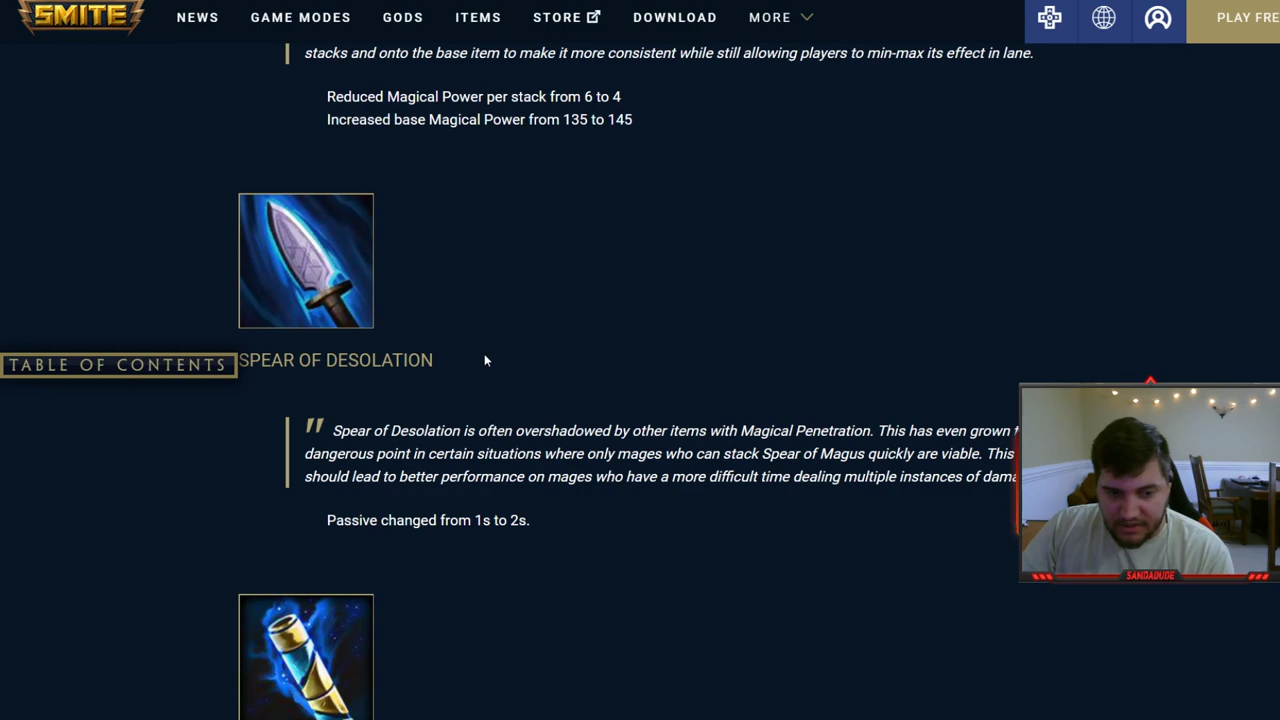 SMITE
NEWS
GAME MODES
GODS
ITEMS
STORE
DOWNLOAD
MORE
PLAY FRE
stacks and onto the base item to make it more consistent while still allowing players to min-max its effect in lane.
Reduced Magical Power per stack from 6 to 4
Increased base Magical Power from 135 to 145
TABLE OF CONTENTS
SPEAR OF DESOLATION
" Spear of Desolation is often overshadowed by other items with Magical Penetration. This has even grown t
dangerous point in certain situations where only mages who can stack Spear of Magus quickly are viable. This
should lead to better performance on mages who have a more difficult time dealing multiple instances of dama
Passive changed from 1s to 2s.
SANDADUDE